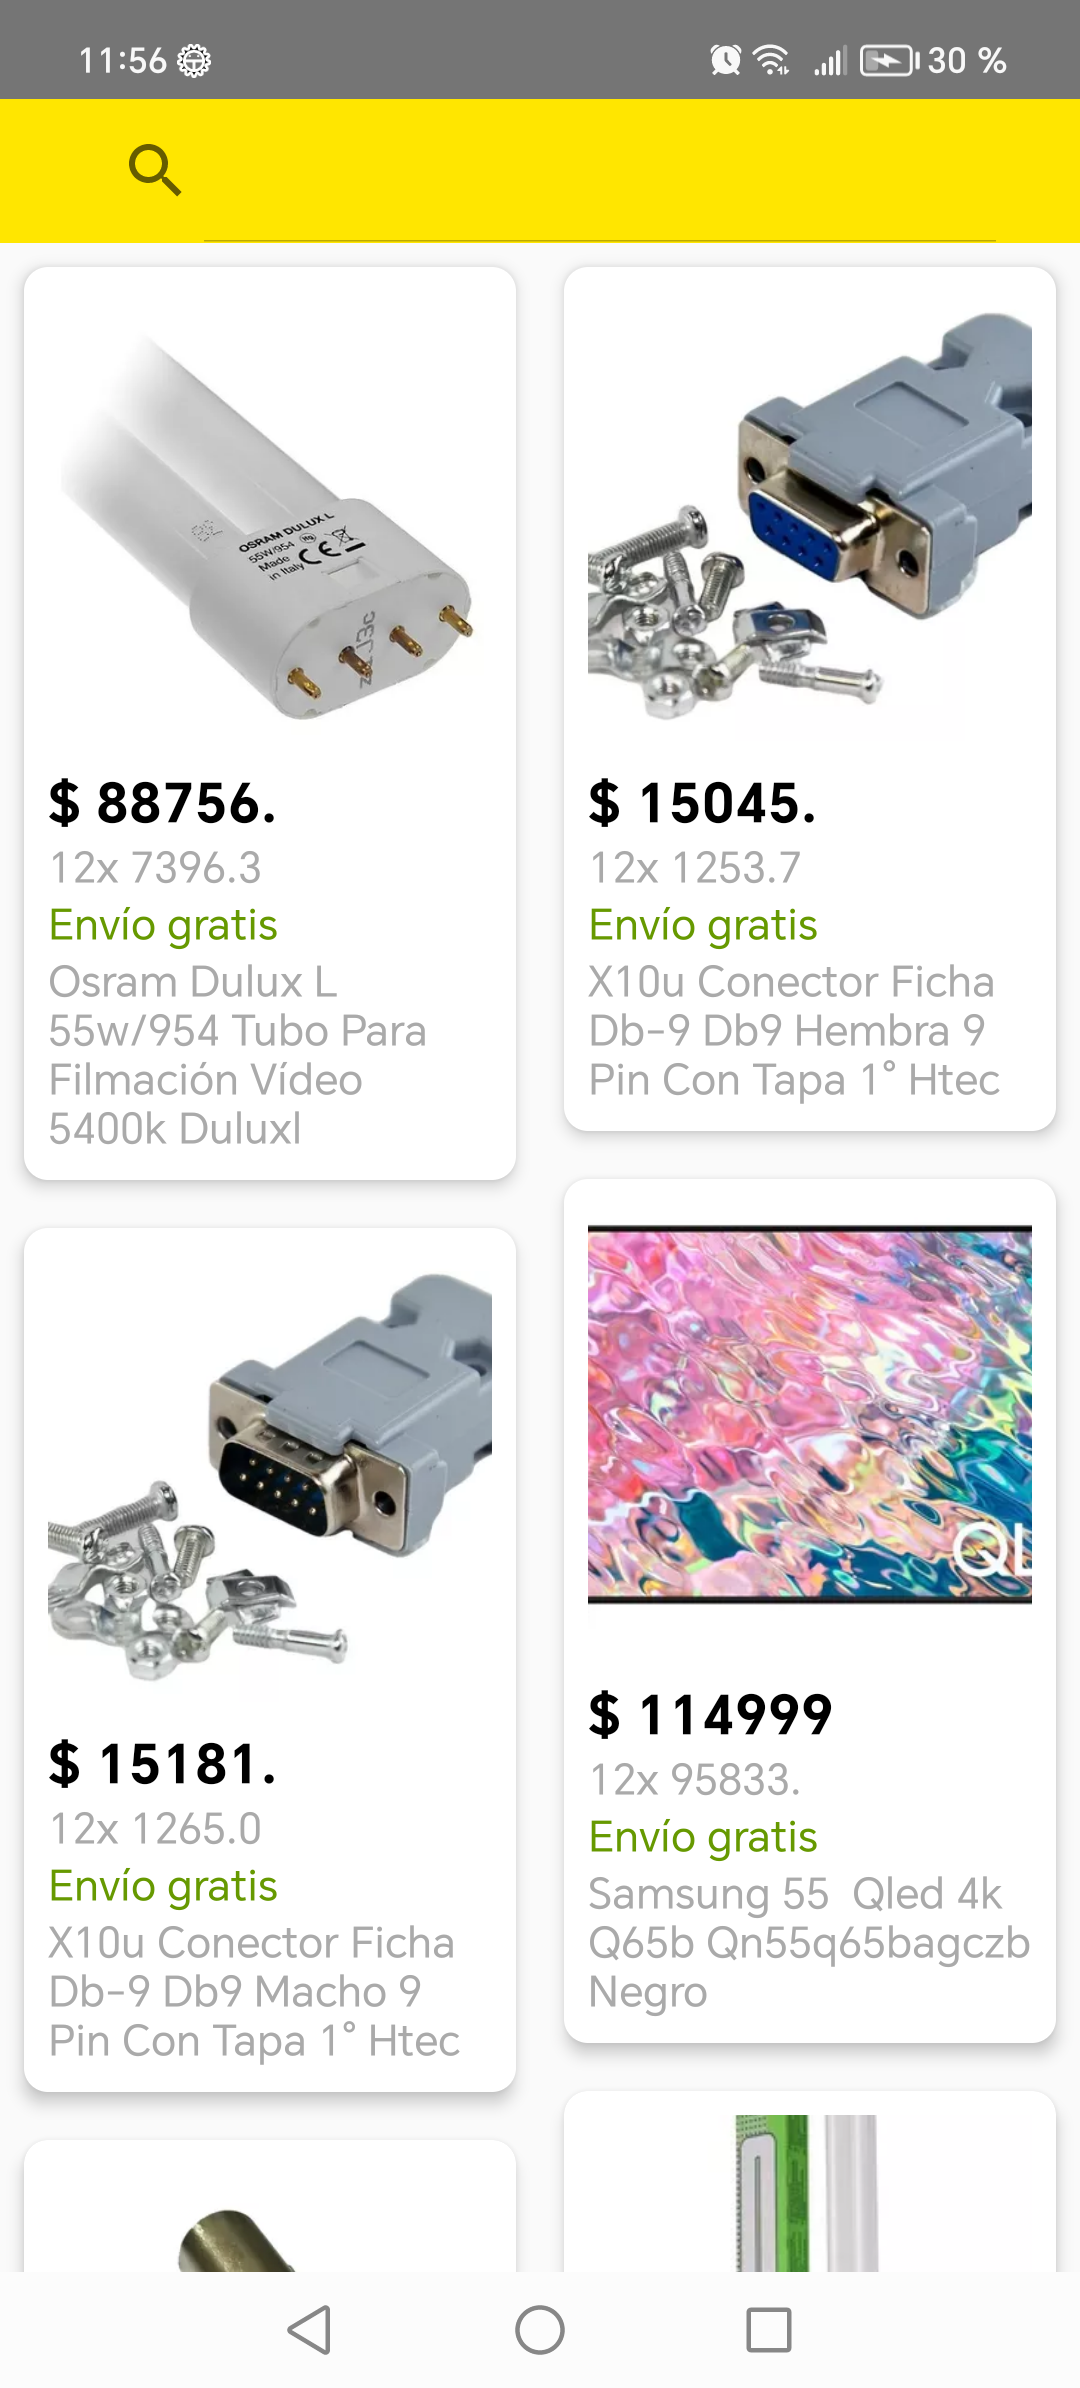 11:56
30 %
OSRAM DULUX L
55W/954
Made
in Italy
CE
$ 88756.
12x 7396.3
Envío gratis
Osram Dulux L
55w/954 Tubo Para
Filmación Vídeo
5400k Duluxl
$ 15045.
12x 1253.7
Envío gratis
X10u Conector Ficha
Db-9 Db9 Hembra 9
Pin Con Tapa 1° Htec
$ 15181.
12x 1265.0
Envío gratis
X10u Conector Ficha
Db-9 Db9 Macho 9
Pin Con Tapa 1° Htec
QL
$ 114999
12x 95833.
Envío gratis
Samsung 55  Qled 4k
Q65b Qn55q65bagczb
Negro